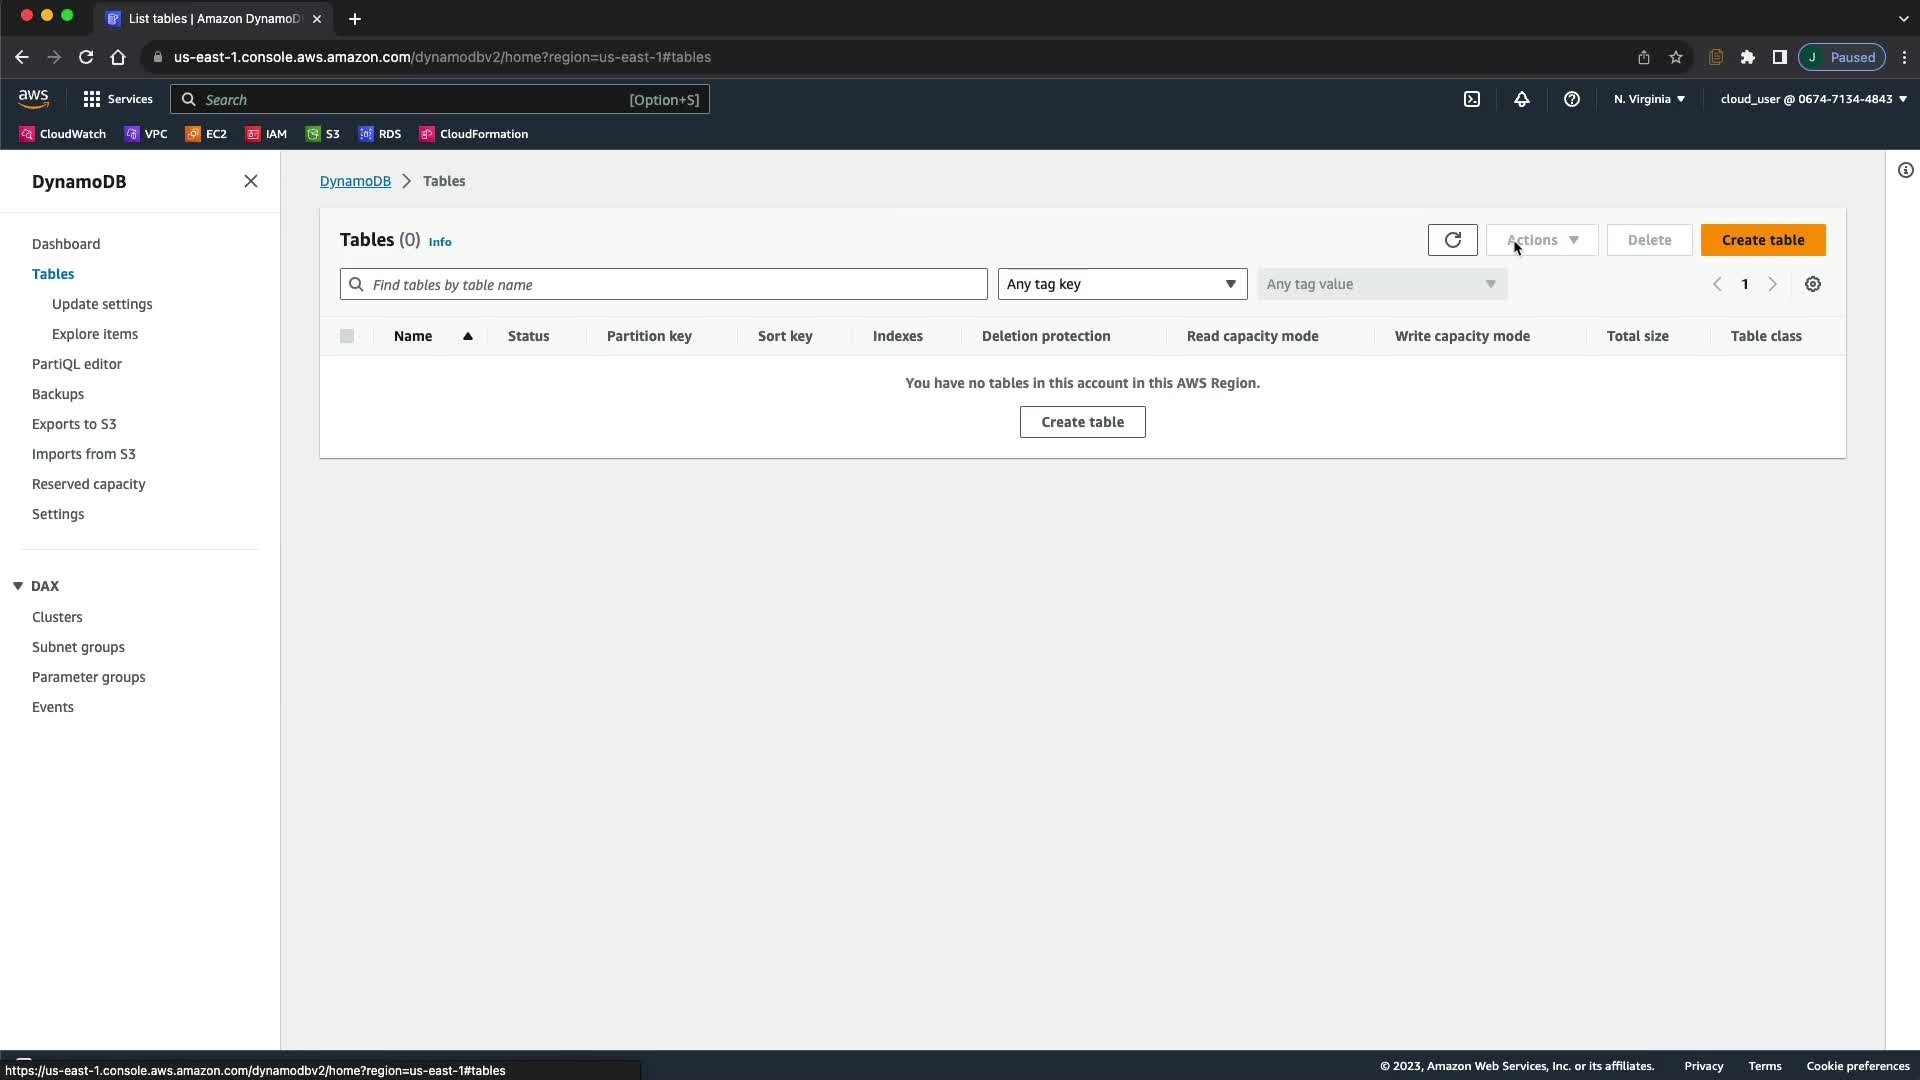 List tables | Amazon DynamoD
us-east-1.console.aws.amazon.com/dynamodbv2/home?region=us-east-1#tables
J Paused
aws Services Search [Option+S] N. Virginia cloud_user @ 0674-7134-4843
CloudWatch VPC EC2 IAM S3 RDS CloudFormation
DynamoDB
Dashboard
Tables
Update settings
Explore items
PartiQL editor
Backups
Exports to S3
Imports from S3
Reserved capacity
Settings
DAX
Clusters
Subnet groups
Parameter groups
Events
DynamoDB > Tables
Tables (0) Info
Actions Delete Create table
Find tables by table name Any tag key Any tag value 1
Name Status Partition key Sort key Indexes Deletion protection Read capacity mode Write capacity mode Total size Table class
You have no tables in this account in this AWS Region.
Create table
https://us-east-1.console.aws.amazon.com/dynamodbv2/home?region=us-east-1#tables
© 2023, Amazon Web Services, Inc. or its affiliates. Privacy Terms Cookie preferences